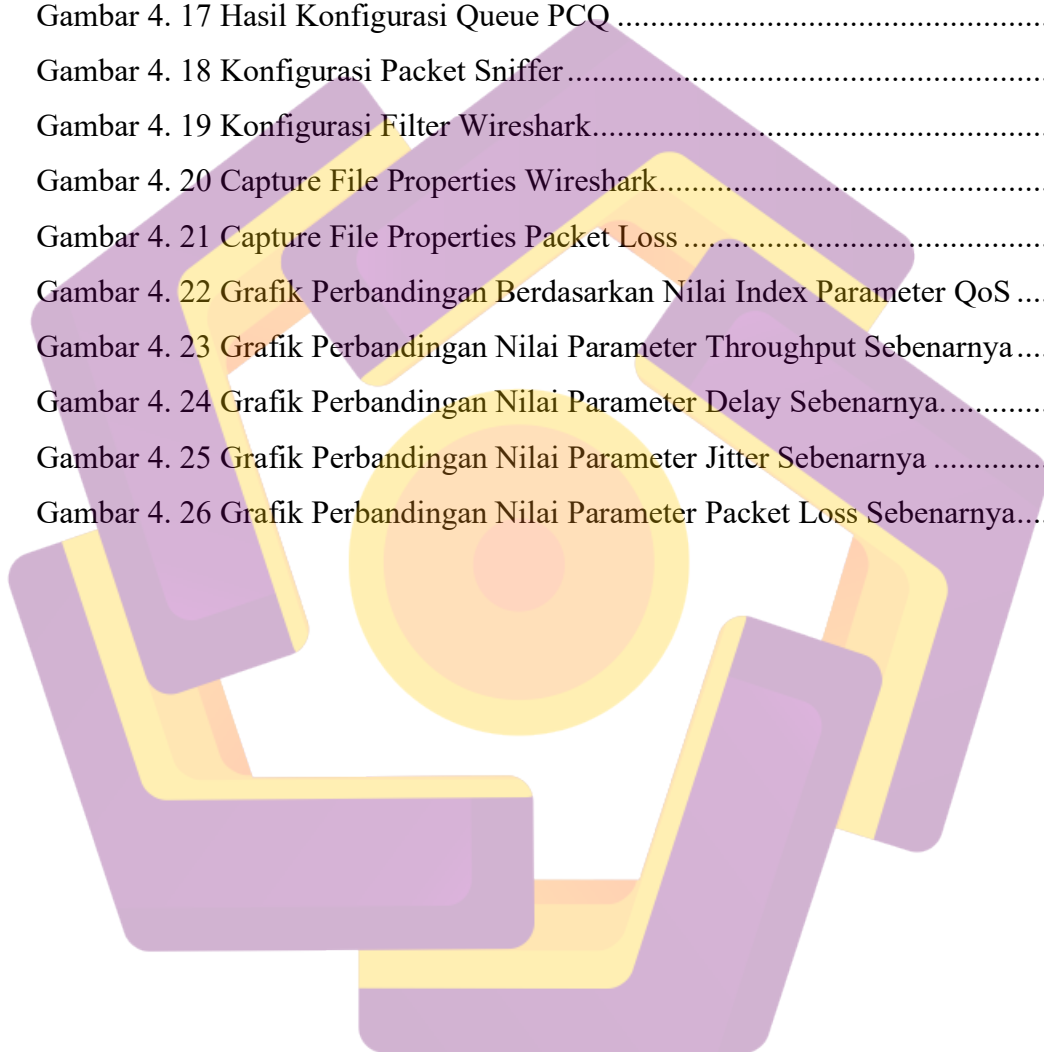 Gambar 4. 17 Hasil Konfigurasi Queue PCQ ...............................................
Gambar 4. 18 Konfigurasi Packet Sniffer.....................................................
Gambar 4. 19 Konfigurasi Filter Wireshark..................................................
Gambar 4. 20 Capture File Properties Wireshark..........................................
Gambar 4. 21 Capture File Properties Packet Loss .......................................
Gambar 4. 22 Grafik Perbandingan Berdasarkan Nilai Index Parameter QoS ....
Gambar 4. 23 Grafik Perbandingan Nilai Parameter Throughput Sebenarnya....
Gambar 4. 24 Grafik Perbandingan Nilai Parameter Delay Sebenarnya............
Gambar 4. 25 Grafik Perbandingan Nilai Parameter Jitter Sebenarnya ............
Gambar 4. 26 Grafik Perbandingan Nilai Parameter Packet Loss Sebenarnya....